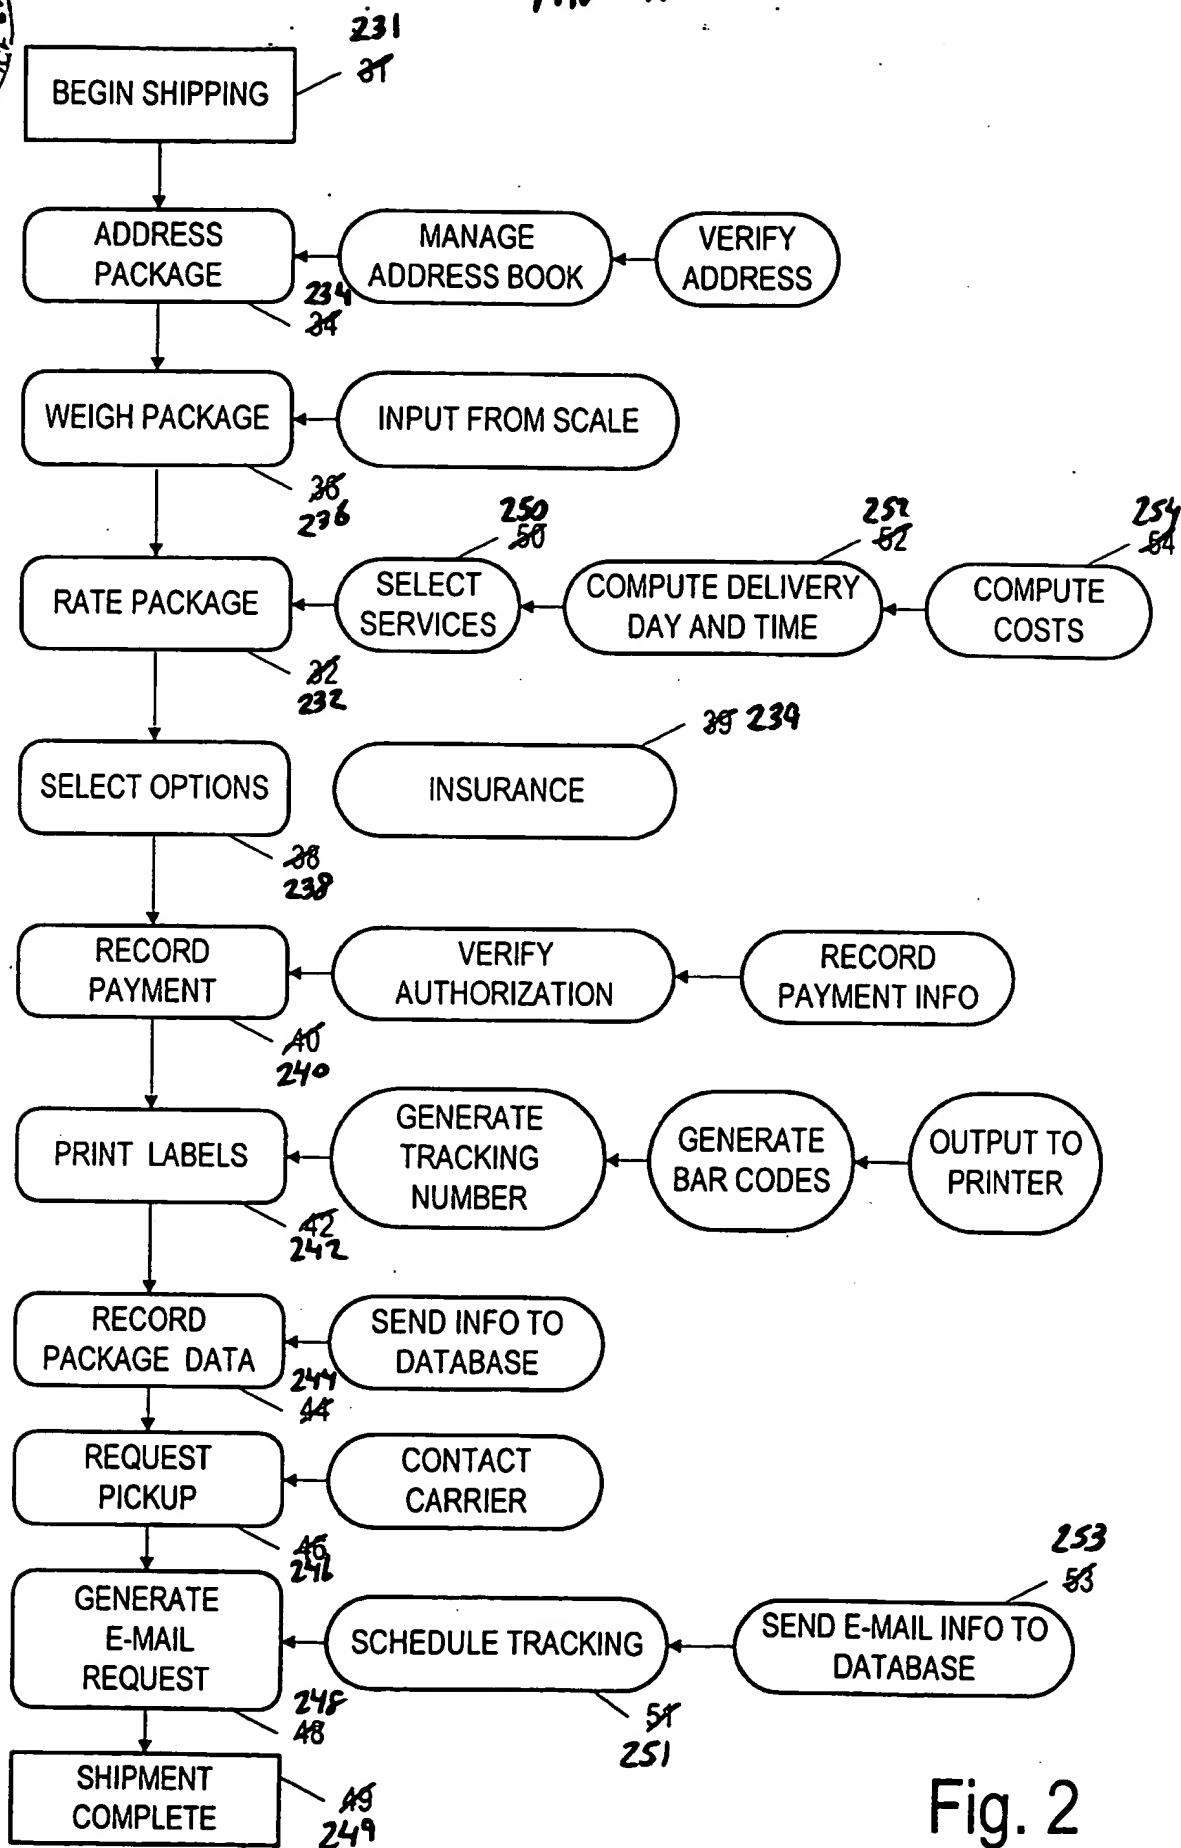 231
31
BEGIN SHIPPING
ADDRESS
PACKAGE
MANAGE
ADDRESS BOOK
VERIFY
ADDRESS
234
34
WEIGH PACKAGE
INPUT FROM SCALE
36
236
250
50
252
52
254
54
RATE PACKAGE
SELECT
SERVICES
COMPUTE DELIVERY
DAY AND TIME
COMPUTE
COSTS
32
232
39 239
SELECT OPTIONS
INSURANCE
38
238
RECORD
PAYMENT
VERIFY
AUTHORIZATION
RECORD
PAYMENT INFO
40
240
PRINT LABELS
GENERATE
TRACKING
NUMBER
GENERATE
BAR CODES
OUTPUT TO
PRINTER
42
242
RECORD
PACKAGE DATA
SEND INFO TO
DATABASE
244
44
REQUEST
PICKUP
CONTACT
CARRIER
46
246
253
53
GENERATE
E-MAIL
REQUEST
SCHEDULE TRACKING
SEND E-MAIL INFO TO
DATABASE
248
48
51
251
SHIPMENT
COMPLETE
49
249
Fig. 2